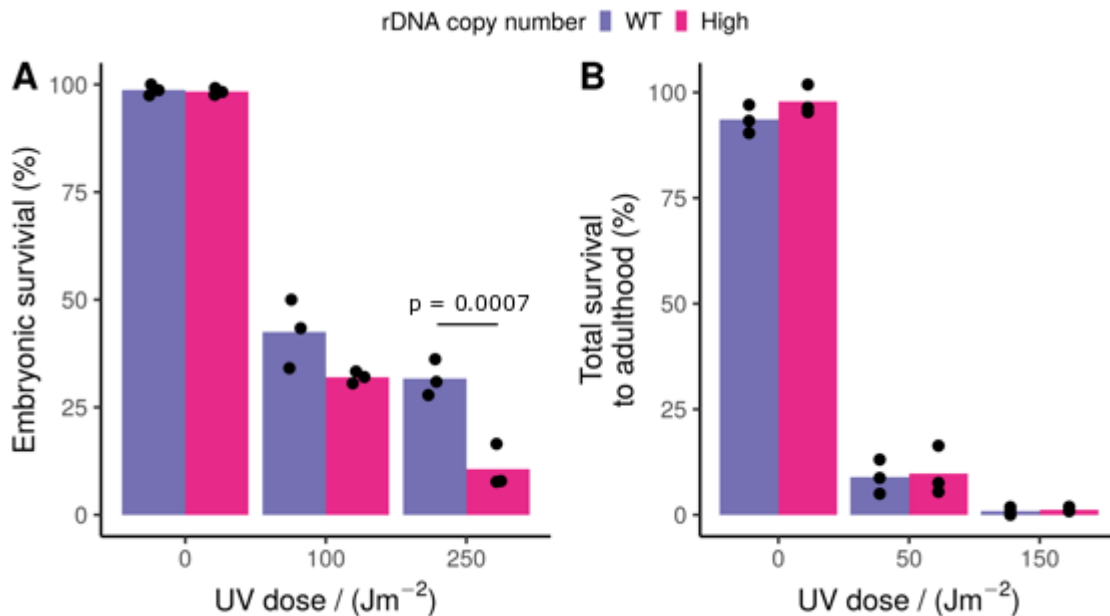 rDNA copy number WT High
A
Embryonic survivial (%)
100
75
50
25
0
p = 0.0007
0 100 250
UV dose / (Jm⁻²)
B
Total survival
to adulthood (%)
100
75
50
25
0
0 50 150
UV dose / (Jm⁻²)